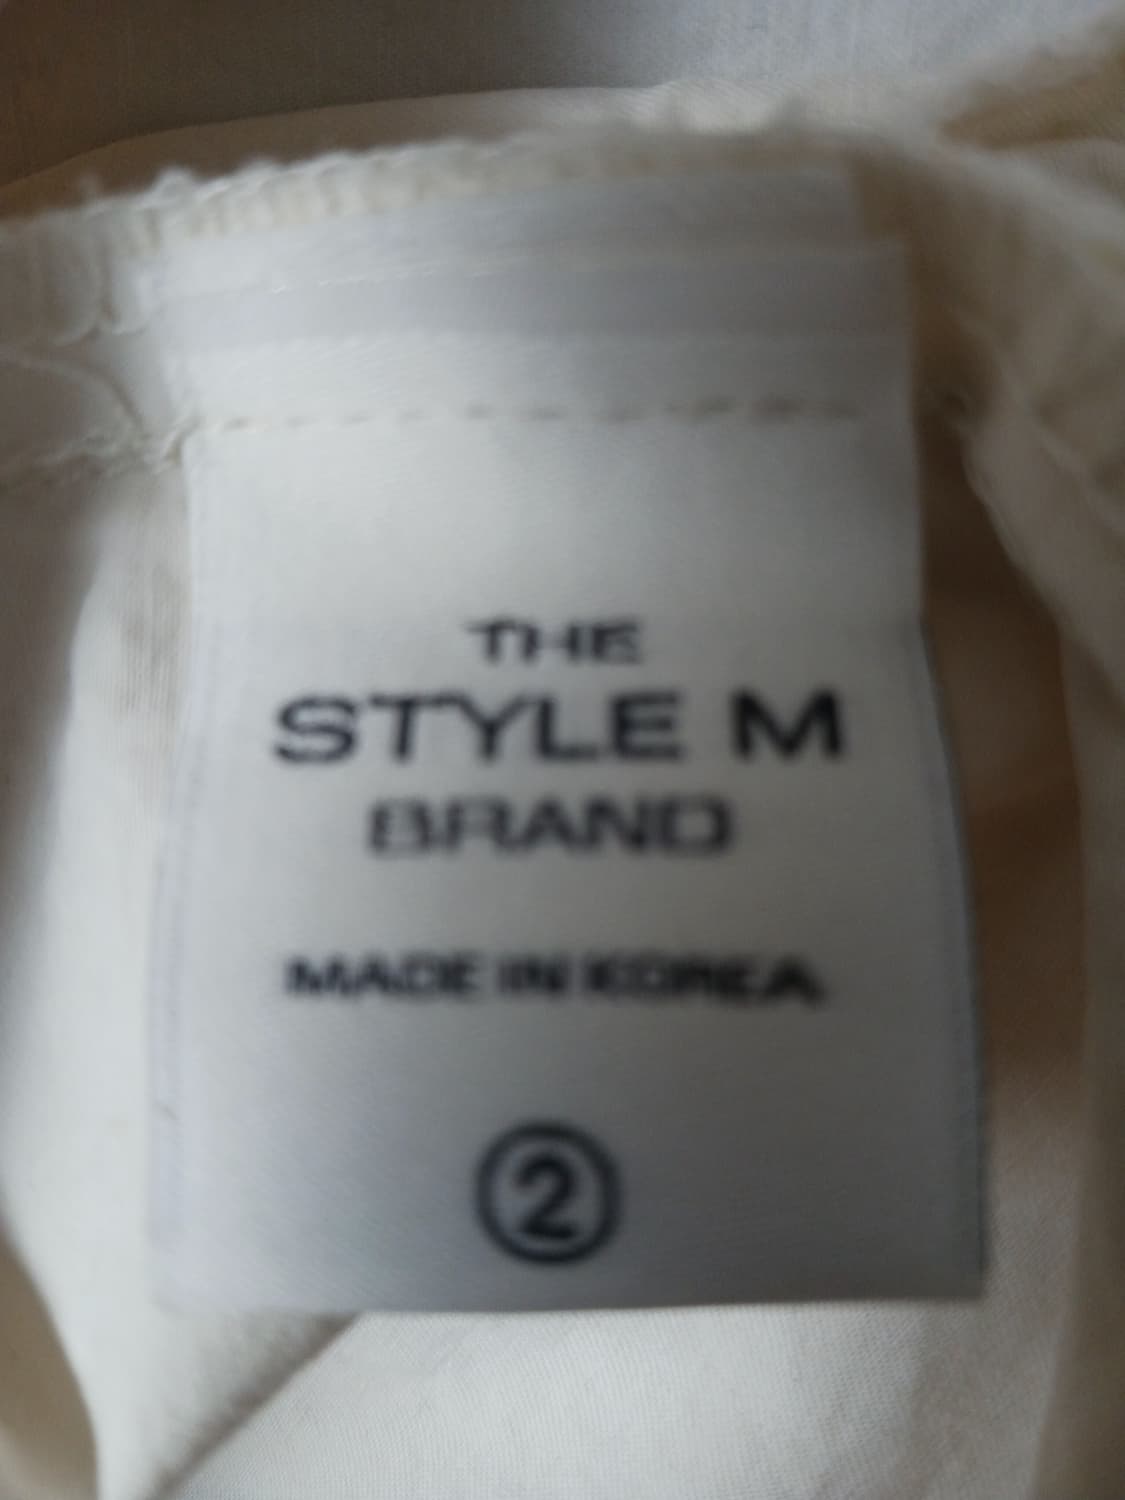 THE
STYLE M
BRAND
MADE IN KOREA
2